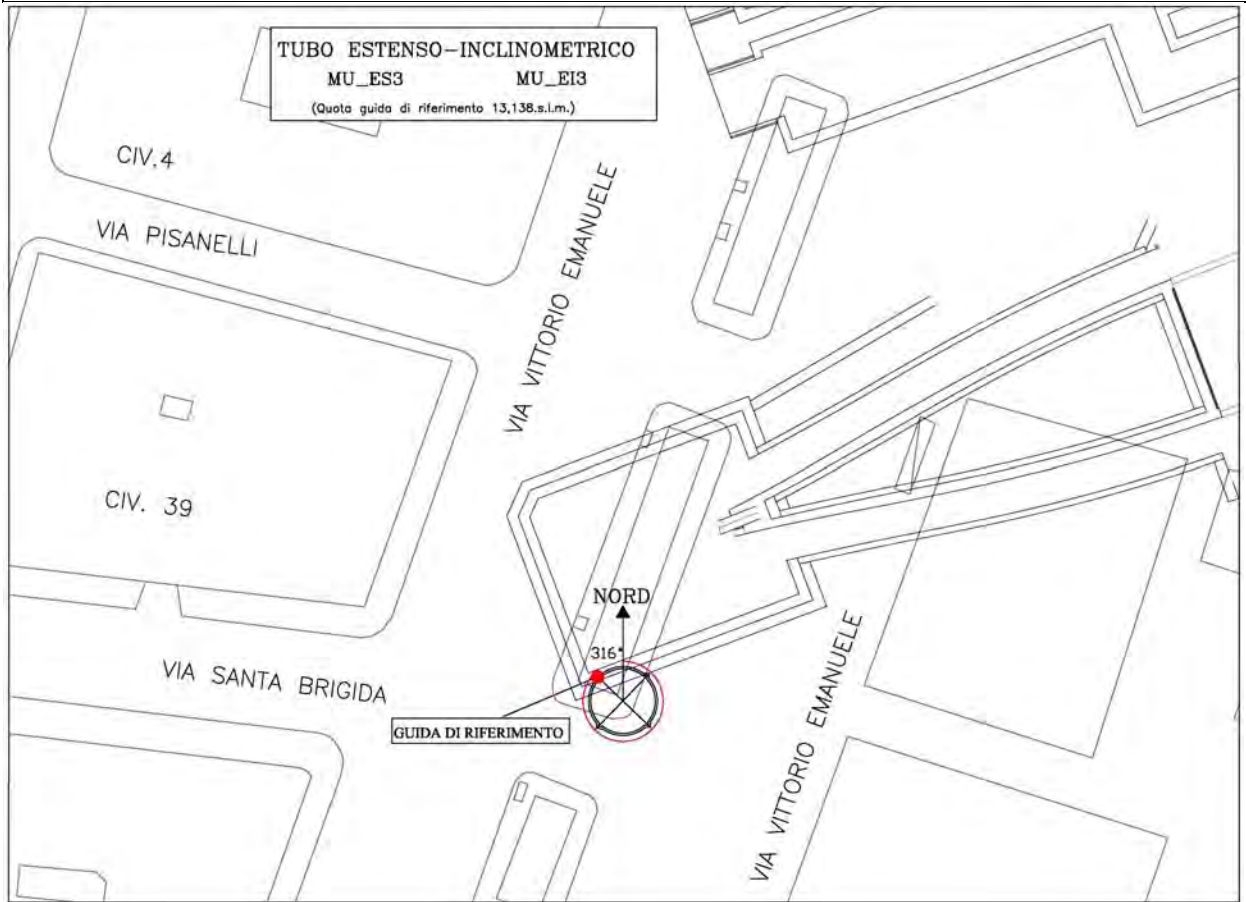 TUBO ESTENSO-INCLINOMETRICO
MU_ES3 MU_EI3
(Quota guida di riferimento 13,138.s.l.m.)
CIV.4
VIA PISANELLI
VIA VITTORIO EMANUELE
CIV. 39
NORD
316°
VIA SANTA BRIGIDA
GUIDA DI RIFERIMENTO
VIA VITTORIO EMANUELE